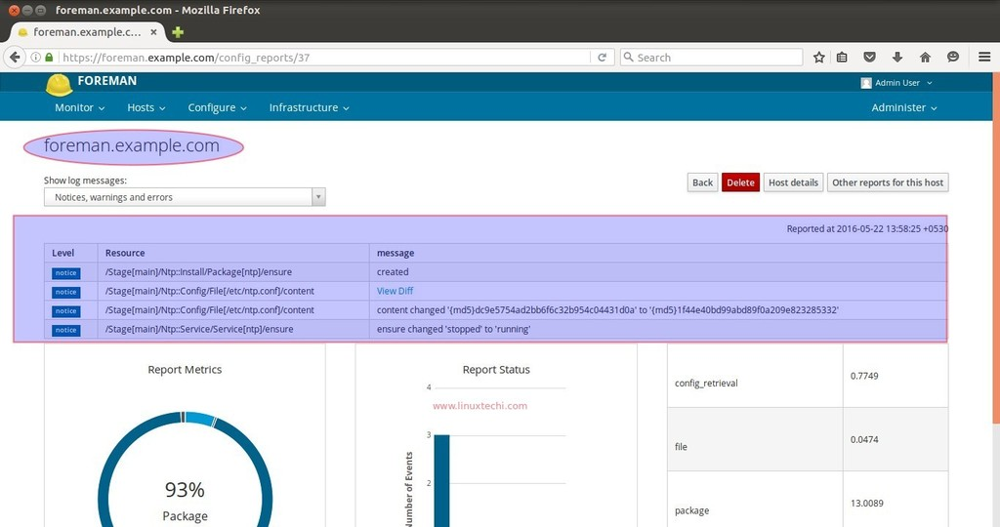 foreman.example.com - Mozilla Firefox
foreman.example.c...
https://foreman.example.com/config_reports/37
Search
FOREMAN
Admin User
Monitor Hosts Configure Infrastructure Administer
foreman.example.com
Show log messages:
Notices, warnings and errors
Back Delete Host details Other reports for this host
Reported at 2016-05-22 13:58:25 +0530
Level Resource message
notice /Stage[main]/Ntp::Install/Package[ntp]/ensure created
notice /Stage[main]/Ntp::Config/File[/etc/ntp.conf]/content View Diff
notice /Stage[main]/Ntp::Config/File[/etc/ntp.conf]/content content changed '{md5}dc9e5754ad2bb6f6c32b954c04431d0a' to '{md5}1f44e40bd99abd89f0a209e823285332'
notice /Stage[main]/Ntp::Service/Service[ntp]/ensure ensure changed 'stopped' to 'running'
Report Metrics
93%
Package
Report Status
4
www.linuxtechi.com
3
2
Number of Events
config_retrieval 0.7749
file 0.0474
package 13.0089